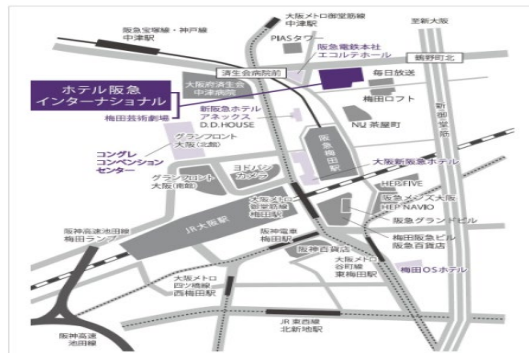 大阪メトロ御堂筋線
中津駅
阪急宝塚線・神戸線
中津駅
至新大阪
PIASタワー
阪急電鉄本社
エコルテホール
済生会病院前
鶴野町北
大阪府済生会
中津病院
ホテル阪急
インターナショナル
梅田芸術劇場
毎日放送
梅田ロフト
新阪急ホテル
アネックス
D.D.HOUSE
NU茶屋町
新御堂筋
グランフロント
大阪(北館)
阪急梅田駅
コングレ
コンベンション
センター
ヨドバシ
カメラ
大阪新阪急ホテル
グランフロント
大阪(南館)
大阪メトロ
御堂筋線
梅田駅
HEP FIVE
阪急メンズ大阪
HEP NAVIO
阪急グランドビル
JR大阪駅
阪神高速池田線
梅田ランプ
阪神電車
梅田駅
梅田阪急ビル
阪急百貨店
阪神百貨店
大阪メトロ
谷町線
東梅田駅
大阪メトロ
四ツ橋線
西梅田駅
梅田OSホテル
阪神高速
池田線
JR東西線
北新地駅